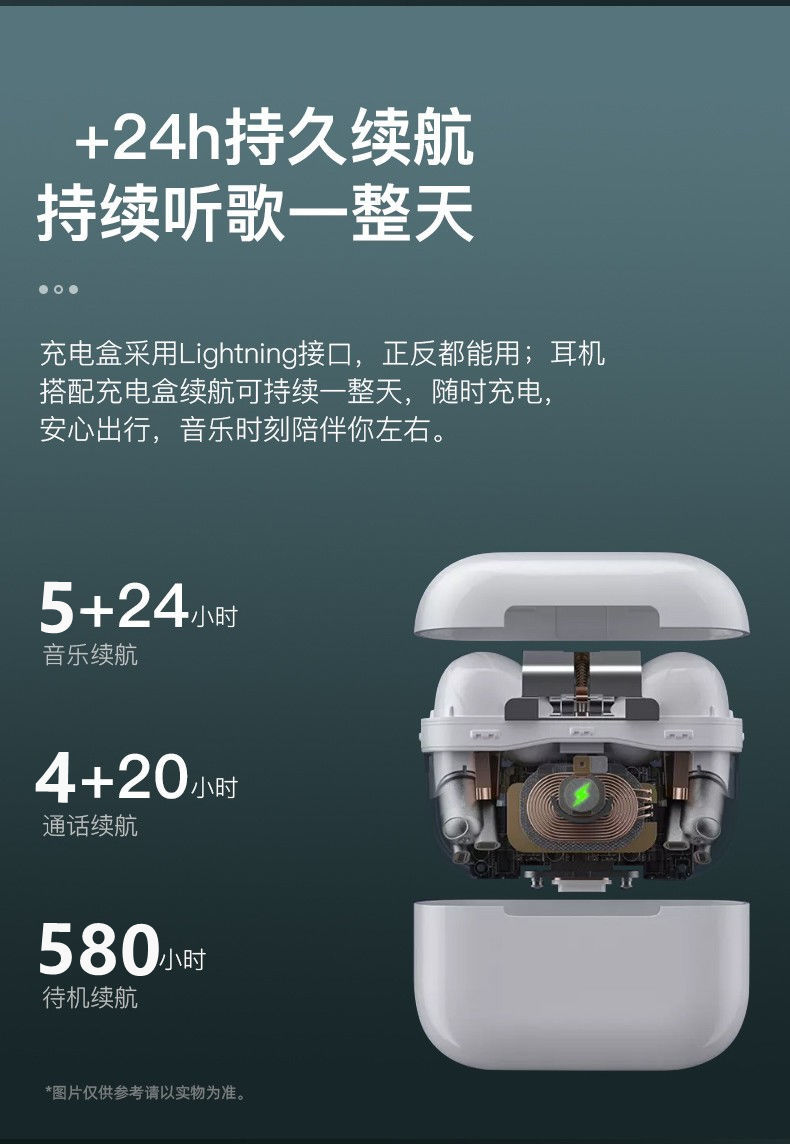 +24h持久续航
持续听歌一整天
充电盒采用Lightning接口，正反都能用；耳机
搭配充电盒续航可持续一整天，随时充电，
安心出行，音乐时刻陪伴你左右。
5+24小时
音乐续航
4+20小时
通话续航
580小时
待机续航
*图片仅供参考请以实物为准。